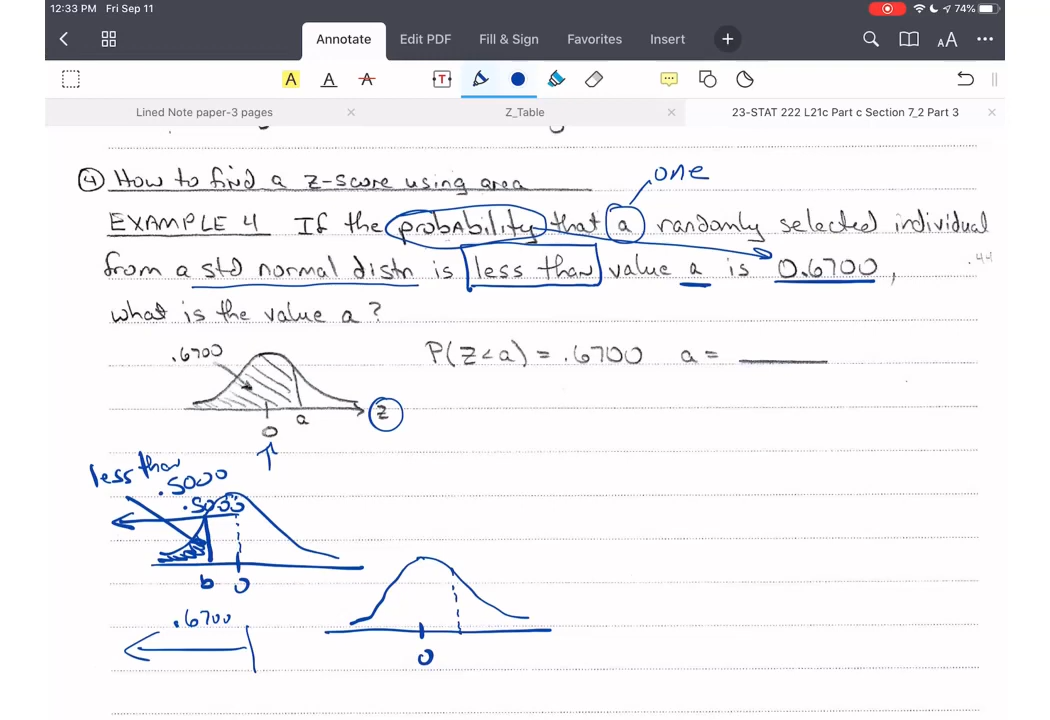 12:33 PM Fri Sep 11
74%
Annotate Edit PDF Fill & Sign Favorites Insert
Lined Note paper-3 pages
Z_Table
23-STAT 222 L21c Part c Section 7_2 Part 3
④ How to find a z-score using area
one
EXAMPLE 4 If the probability that a randomly selected individual
from a std normal distn is less than value a is 0.6700,
.44
what is the value a?
.6700
P(Z < a) = .6700 a = ____
0 a Z
less than
.5000
.5000
b 0
.6700
0